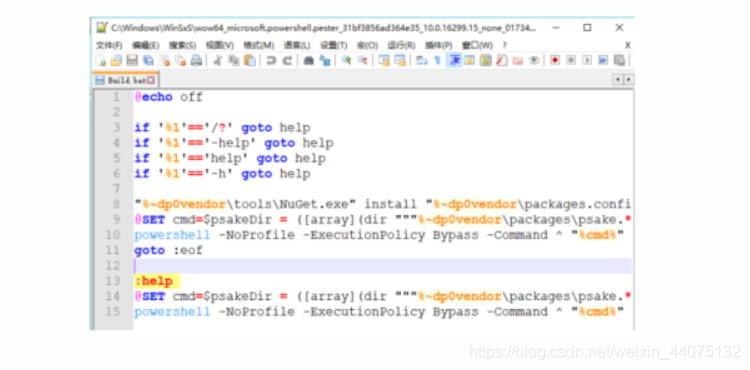 C:\Windows\WinSxS\wow64_microsoft.powershell.pester_31bf3856ad364e35_10.0.16299.15_none_01734...
文件(F) 编辑(E) 搜索(S) 视图(V) 格式(M) 语言(L) 设置(T) 宏(O) 运行(R) 插件(P) 窗口(W) ? X
Build.bat
1 @echo off
2
3 if '%1'=='/?' goto help
4 if '%1'=='-help' goto help
5 if '%1'=='help' goto help
6 if '%1'=='-h' goto help
7
8 "%~dp0vendor\tools\NuGet.exe" install "%~dp0vendor\packages.confi
9 @SET cmd=$psakeDir = ([array](dir """%~dp0vendor\packages\psake.*
10 powershell -NoProfile -ExecutionPolicy Bypass -Command ^ "%cmd%"
11 goto :eof
12
13 :help
14 @SET cmd=$psakeDir = ([array](dir """%~dp0vendor\packages\psake.*
15 powershell -NoProfile -ExecutionPolicy Bypass -Command ^ "%cmd%"
https://blog.csdn.net/weixin_44075132